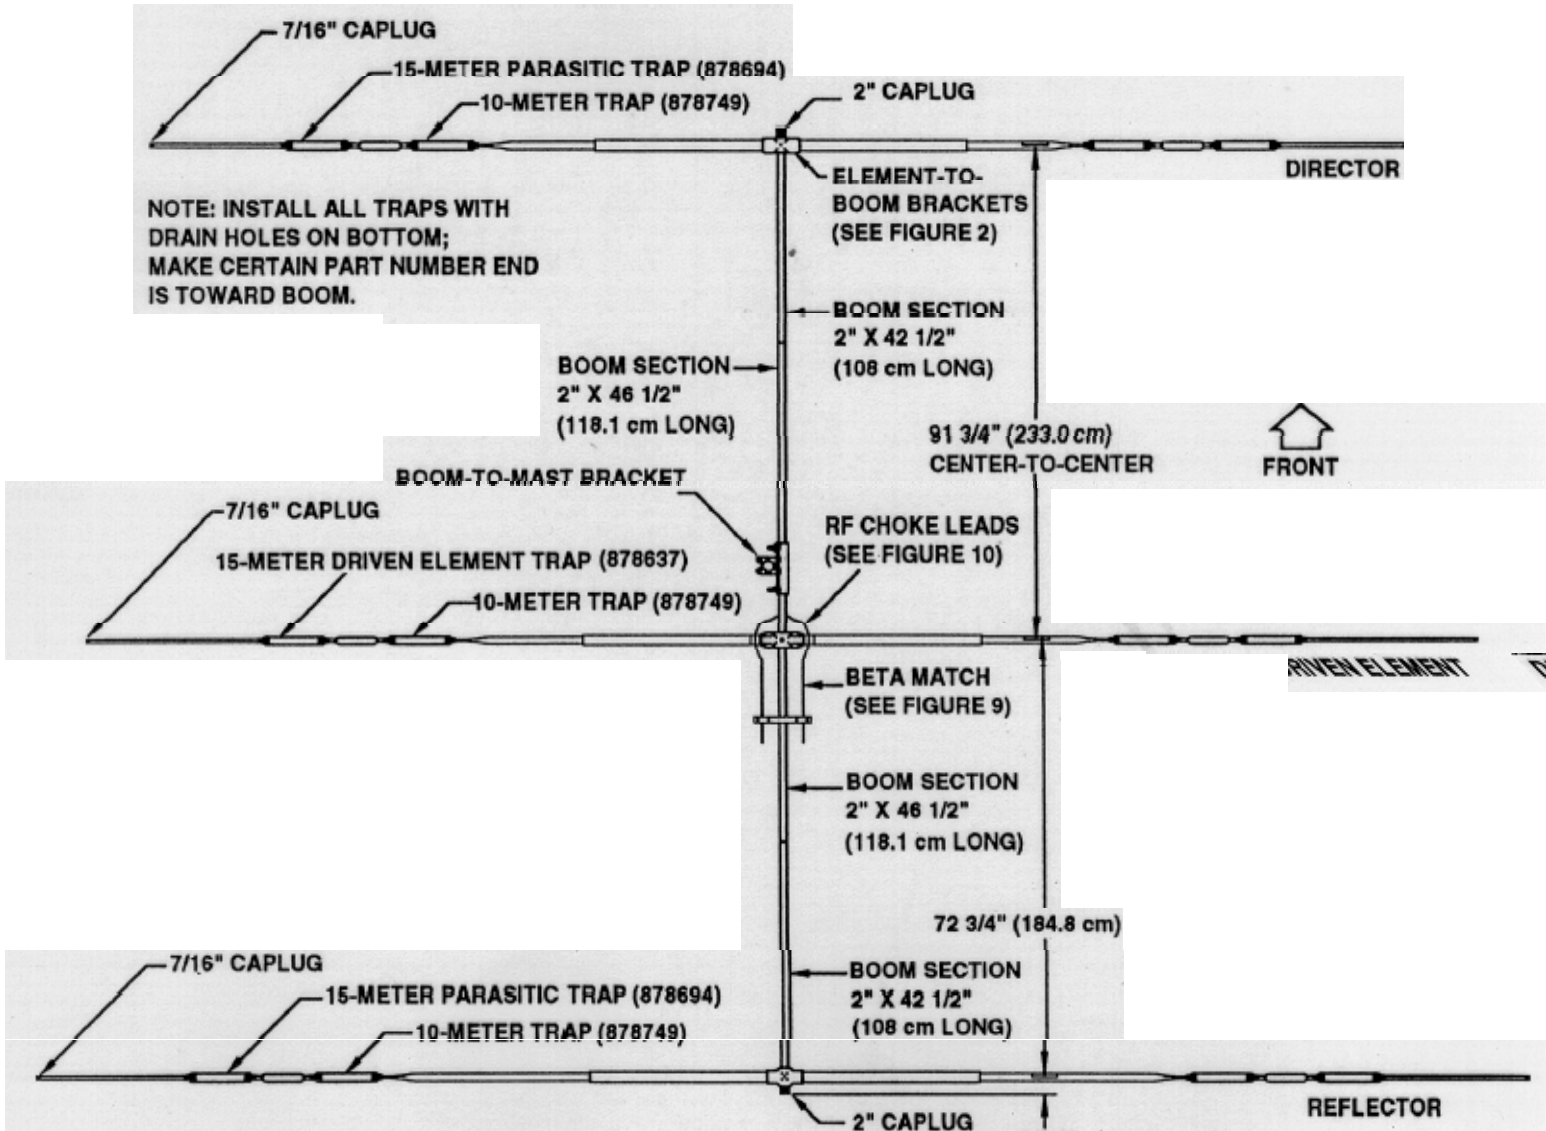 7/16" CAPLUG
15-METER PARASITIC TRAP (878694)
10-METER TRAP (878749)
2" CAPLUG
DIRECTOR
ELEMENT-TO-
BOOM BRACKETS
(SEE FIGURE 2)
NOTE: INSTALL ALL TRAPS WITH
DRAIN HOLES ON BOTTOM;
MAKE CERTAIN PART NUMBER END
IS TOWARD BOOM.
BOOM SECTION
2" X 42 1/2"
(108 cm LONG)
BOOM SECTION
2" X 46 1/2"
(118.1 cm LONG)
91 3/4" (233.0 cm)
CENTER-TO-CENTER
FRONT
BOOM-TO-MAST BRACKET
7/16" CAPLUG
15-METER DRIVEN ELEMENT TRAP (878637)
10-METER TRAP (878749)
RF CHOKE LEADS
(SEE FIGURE 10)
RIVEN ELEMENT
BETA MATCH
(SEE FIGURE 9)
BOOM SECTION
2" X 46 1/2"
(118.1 cm LONG)
72 3/4" (184.8 cm)
7/16" CAPLUG
15-METER PARASITIC TRAP (878694)
10-METER TRAP (878749)
BOOM SECTION
2" X 42 1/2"
(108 cm LONG)
REFLECTOR
2" CAPLUG